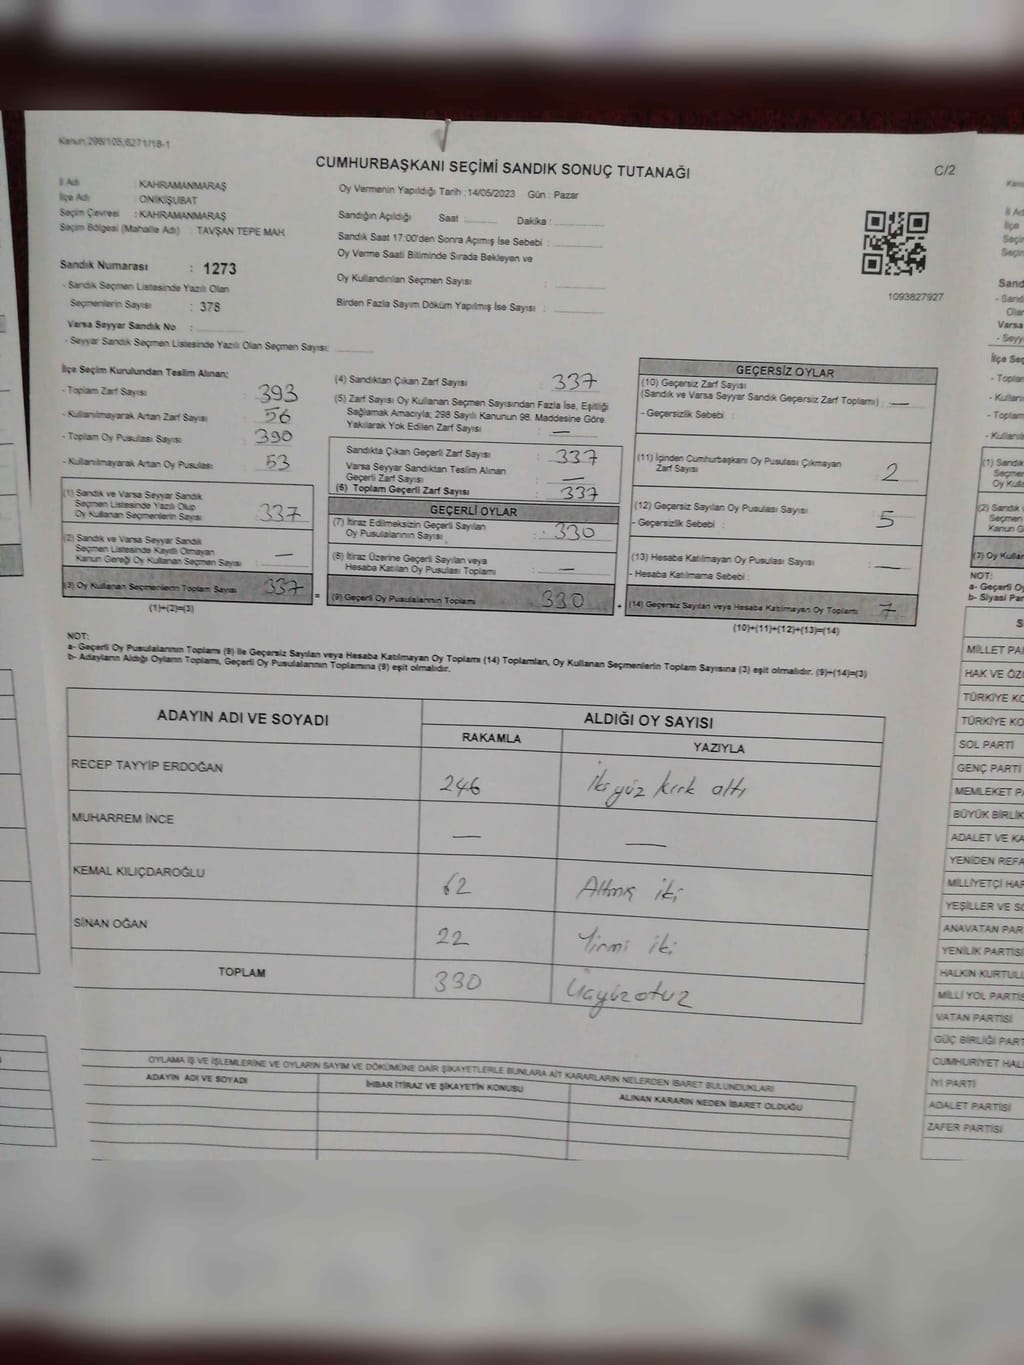 Kanun 298/105,6271/18-1
CUMHURBAŞKANI SEÇİMİ SANDIK SONUÇ TUTANAĞI
C/2
İl Adı : KAHRAMANMARAŞ
İlçe Adı : ONİKİŞUBAT
Seçim Çevresi : KAHRAMANMARAŞ
Seçim Bölgesi (Mahalle Adı) : TAVŞAN TEPE MAH.
Sandık Numarası : 1273
- Sandık Seçmen Listesinde Yazılı Olan
Seçmenlerin Sayısı : 378
Varsa Seyyar Sandık No :
- Seyyar Sandık Seçmen Listesinde Yazılı Olan Seçmen Sayısı:
Oy Vermenin Yapıldığı Tarih : 14/05/2023 Gün : Pazar
Sandığın Açıldığı Saat : Dakika :
Sandık Saat 17:00'den Sonra Açımış İse Sebebi :
Oy Verme Saati Bitiminde Sırada Bekleyen ve
Oy Kullandırılan Seçmen Sayısı :
Birden Fazla Sayım Döküm Yapılmış İse Sayısı :
1093827927
İlçe Seçim Kurulundan Teslim Alınan;
- Toplam Zarf Sayısı : 393
- Kullanılmayarak Artan Zarf Sayısı : 56
- Toplam Oy Pusulası Sayısı : 390
- Kullanılmayarak Artan Oy Pusulası : 53
(1) Sandık ve Varsa Seyyar Sandık
Seçmen Listesinde Yazılı Olup
Oy Kullanan Seçmenlerin Sayısı : 337
(2) Sandık ve Varsa Seyyar Sandık
Seçmen Listesinde Kayıtlı Olmayan
Kanun Gereği Oy Kullanan Seçmen Sayısı : —
(3) Oy Kullanan Seçmenlerin Toplam Sayısı 337 =
(1)+(2)=(3)
(4) Sandıktan Çıkan Zarf Sayısı : 337
(5) Zarf Sayısı Oy Kullanan Seçmen Sayısından Fazla İse, Eşitliği
Sağlamak Amacıyla; 298 Sayılı Kanunun 98. Maddesine Göre
Yakılarak Yok Edilen Zarf Sayısı : —
Sandıkta Çıkan Geçerli Zarf Sayısı : 337
Varsa Seyyar Sandıktan Teslim Alınan
Geçerli Zarf Sayısı : —
(6) Toplam Geçerli Zarf Sayısı : 337
GEÇERLİ OYLAR
(7) İtiraz Edilmeksizin Geçerli Sayılan
Oy Pusulalarının Sayısı : 330
(8) İtiraz Üzerine Geçerli Sayılan veya
Hesaba Katılan Oy Pusulası Toplamı : —
(9) Geçerli Oy Pusulalarının Toplamı 330 +
GEÇERSİZ OYLAR
(10) Geçersiz Zarf Sayısı
(Sandık ve Varsa Seyyar Sandık Geçersiz Zarf Toplamı) : —
- Geçersizlik Sebebi :
(11) İçinden Cumhurbaşkanı Oy Pusulası Çıkmayan
Zarf Sayısı : 2
(12) Geçersiz Sayılan Oy Pusulası Sayısı : 5
- Geçersizlik Sebebi :
(13) Hesaba Katılmayan Oy Pusulası Sayısı : —
- Hesaba Katılmama Sebebi :
(14) Geçersiz Sayılan veya Hesaba Katılmayan Oy Toplamı 7
(10)+(11)+(12)+(13)=(14)
NOT:
a- Geçerli Oy Pusulalarının Toplamı (9) ile Geçersiz Sayılan veya Hesaba Katılmayan Oy Toplamı (14) Toplamları, Oy Kullanan Seçmenlerin Toplam Sayısına (3) eşit olmalıdır. (9)+(14)=(3)
b- Adayların Aldığı Oyların Toplamı, Geçerli Oy Pusulalarının Toplamına (9) eşit olmalıdır.
ADAYIN ADI VE SOYADI ALDIĞI OY SAYISI
RAKAMLA YAZIYLA
RECEP TAYYİP ERDOĞAN 246 İki yüz kırk altı
MUHARREM İNCE — —
KEMAL KILIÇDAROĞLU 62 Altmış iki
SİNAN OĞAN 22 Yirmi iki
TOPLAM 330 Üçyüzotuz
OYLAMA İŞ VE İŞLEMLERİNE VE OYLARIN SAYIM VE DÖKÜMÜNE DAİR ŞİKAYETLERLE BUNLARA AİT KARARLARIN NELERDEN İBARET BULUNDUKLARI
ADAYIN ADI VE SOYADI İHBAR İTİRAZ VE ŞİKAYETİN KONUSU ALINAN KARARIN NEDEN İBARET OLDUĞU
NOT:
a- Geçerli Oy
b- Siyasi Par
MİLLET PA
HAK VE ÖZ
TÜRKİYE KO
TÜRKİYE KO
SOL PARTİ
GENÇ PARTİ
MEMLEKET P
BÜYÜK BİRLİK
ADALET VE KA
YENİDEN REFA
MİLLİYETÇİ HAR
YEŞİLLER VE SO
ANAVATAN PAR
YENİLİK PARTİSİ
HALKIN KURTULU
MİLLİ YOL PARTİS
VATAN PARTİSİ
GÜÇ BİRLİĞİ PART
CUMHURİYET HAL
İYİ PARTİ
ADALET PARTİSİ
ZAFER PARTİSİ